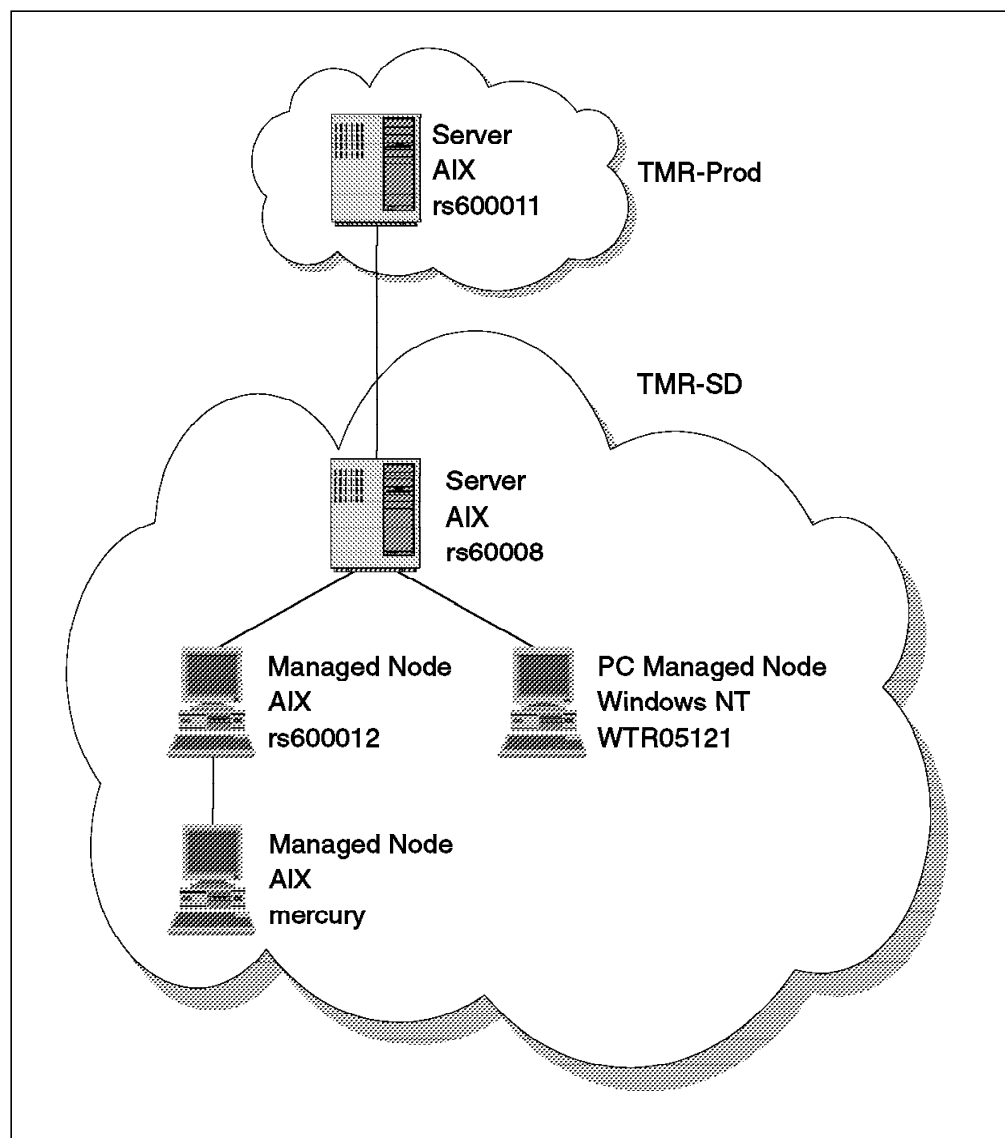 Server
AIX
rs600011
TMR-Prod
TMR-SD
Server
AIX
rs60008
Managed Node
AIX
rs600012
PC Managed Node
Windows NT
WTR05121
Managed Node
AIX
mercury